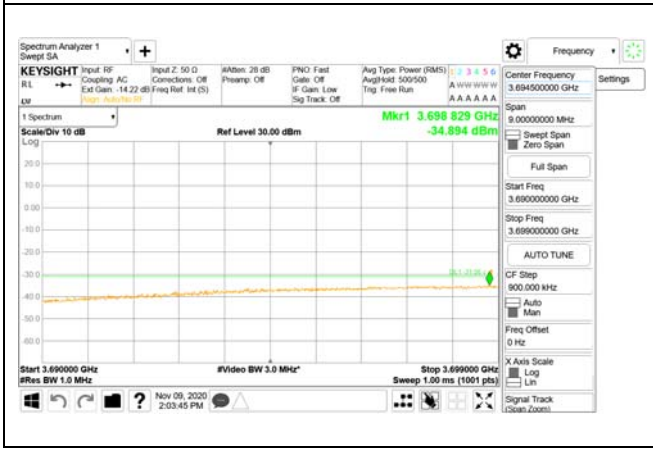 Spectrum Analyzer 1
Swept SA
+
Frequency
KEYSIGHT
RL
Input: RF
Coupling: AC
Ext Gain: -14.22 dB
Align: Auto/No RF
Input Z: 50 Ω
Corrections: Off
Freq Ref: Int (S)
#Atten: 28 dB
Preamp: Off
PNO: Fast
Gate: Off
IF Gain: Low
Sig Track: Off
Avg Type: Power (RMS)
Avg|Hold: 500/500
Trig: Free Run
1 2 3 4 5 6
A W W W W W
A A A A A A
1 Spectrum
Scale/Div 10 dB
Log
Ref Level 30.00 dBm
Mkr1 3.698 829 GHz
-34.894 dBm
20.0
10.0
0.00
-10.0
-20.0
-30.0
-40.0
-50.0
-60.0
Start 3.690000 GHz
#Res BW 1.0 MHz
#Video BW 3.0 MHz*
Stop 3.699000 GHz
Sweep 1.00 ms (1001 pts)
Nov 09, 2020
2:03:45 PM
Center Frequency
3.694500000 GHz
Settings
Span
9.00000000 MHz
Swept Span
Zero Span
Full Span
Start Freq
3.690000000 GHz
Stop Freq
3.699000000 GHz
AUTO TUNE
CF Step
900.000 kHz
Auto
Man
Freq Offset
0 Hz
X Axis Scale
Log
Lin
Signal Track
(Span Zoom)